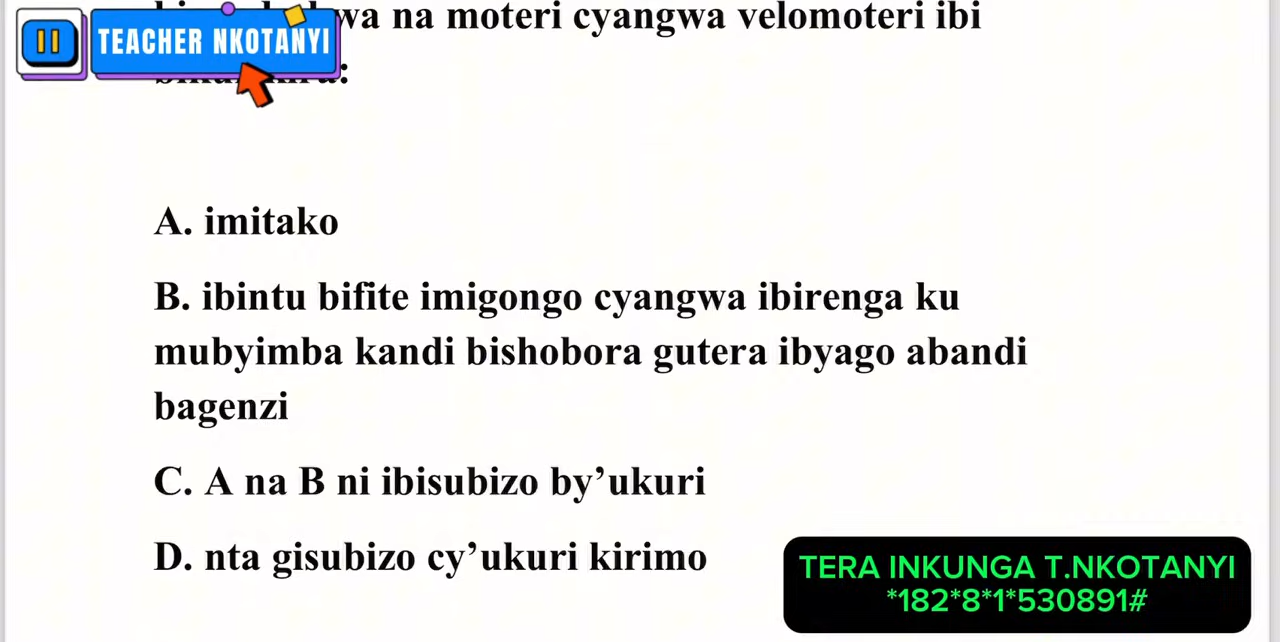 na moteri cyangwa velomoteri ibi
TEACHER NKOTANYI
A. imitako
B. ibintu bifite imigongo cyangwa ibirenga ku
mubyimba kandi bishobora gutera ibyago abandi
bagenzi
C. A na B ni ibisubizo by’ukuri
D. nta gisubizo cy’ukuri kirimo
TERA INKUNGA T.NKOTANYI
*182*8*1*530891#